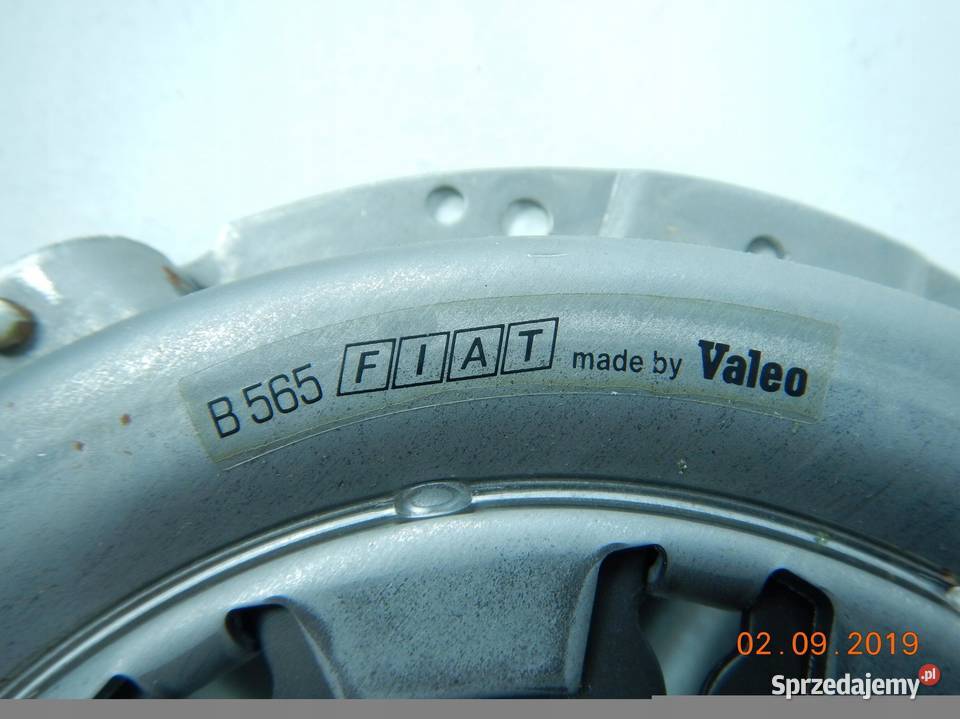 B 565 FIAT made by Valeo
02.09.2019
Sprzedajemy.pl